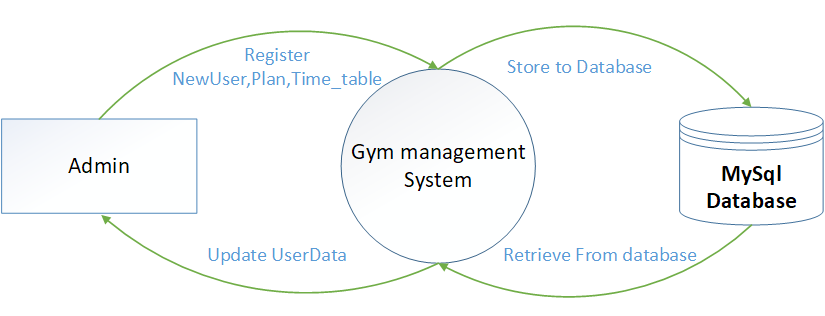 Register
NewUser,Plan,Time_table
Store to Database
Admin
Gym management
System
MySql
Database
Update UserData
Retrieve From database